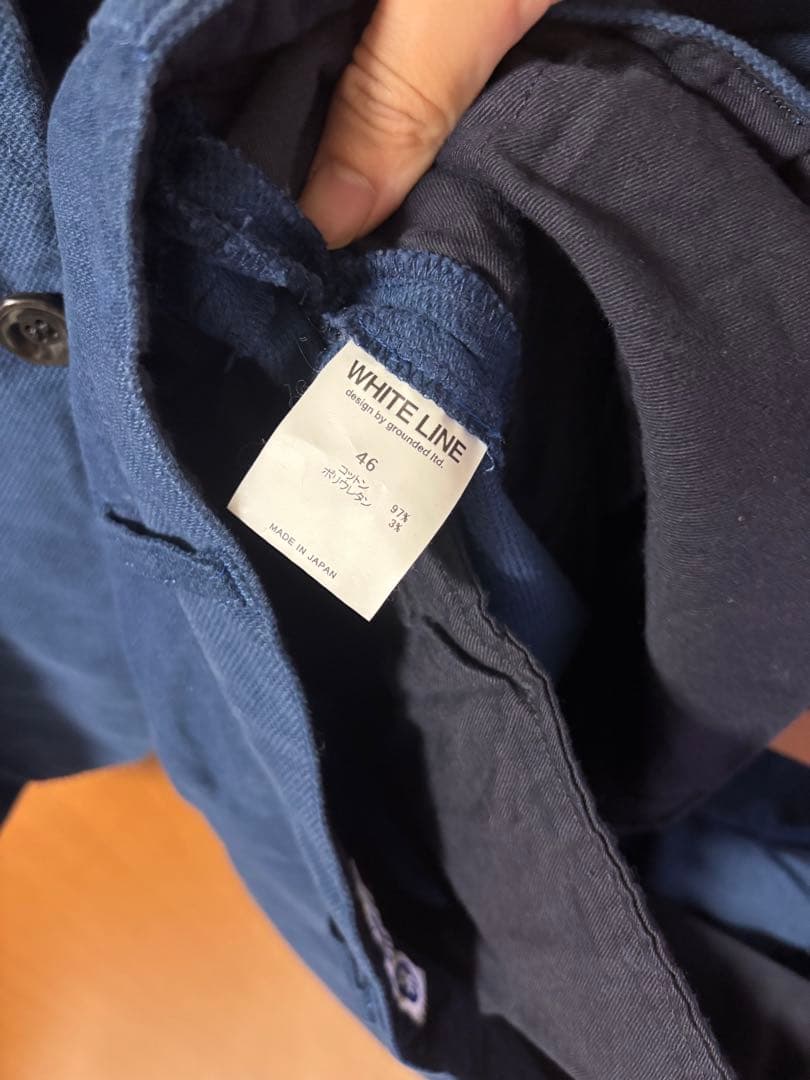 WHITE LINE
design by grounded ltd.
46
コットン 97%
ポリウレタン 3%
MADE IN JAPAN